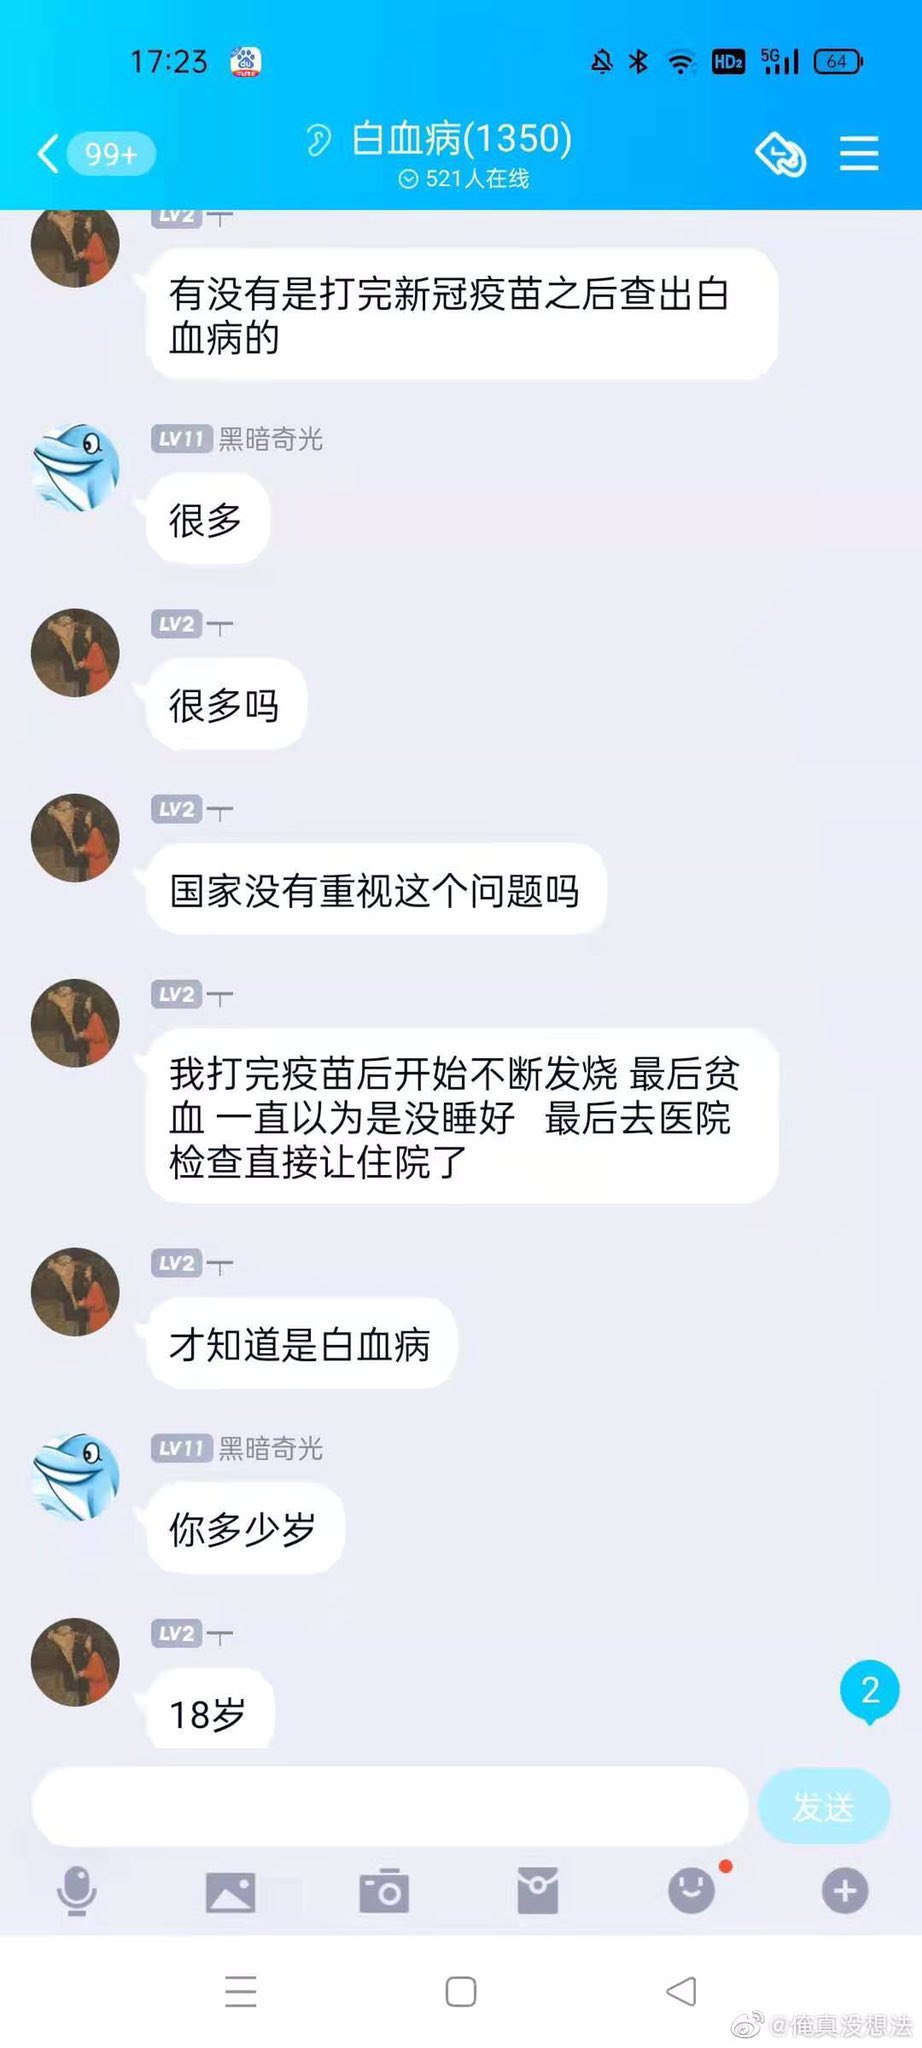 17:23
HD2 5G 64
99+
白血病(1350)
521人在线
LV2 丅
有没有是打完新冠疫苗之后查出白
血病的
LV11 黑暗奇光
很多
LV2 丅
很多吗
LV2 丅
国家没有重视这个问题吗
LV2 丅
我打完疫苗后开始不断发烧 最后贫
血 一直以为是没睡好 最后去医院
检查直接让住院了
LV2 丅
才知道是白血病
LV11 黑暗奇光
你多少岁
LV2 丅
18岁
2
发送
@俺真没想法